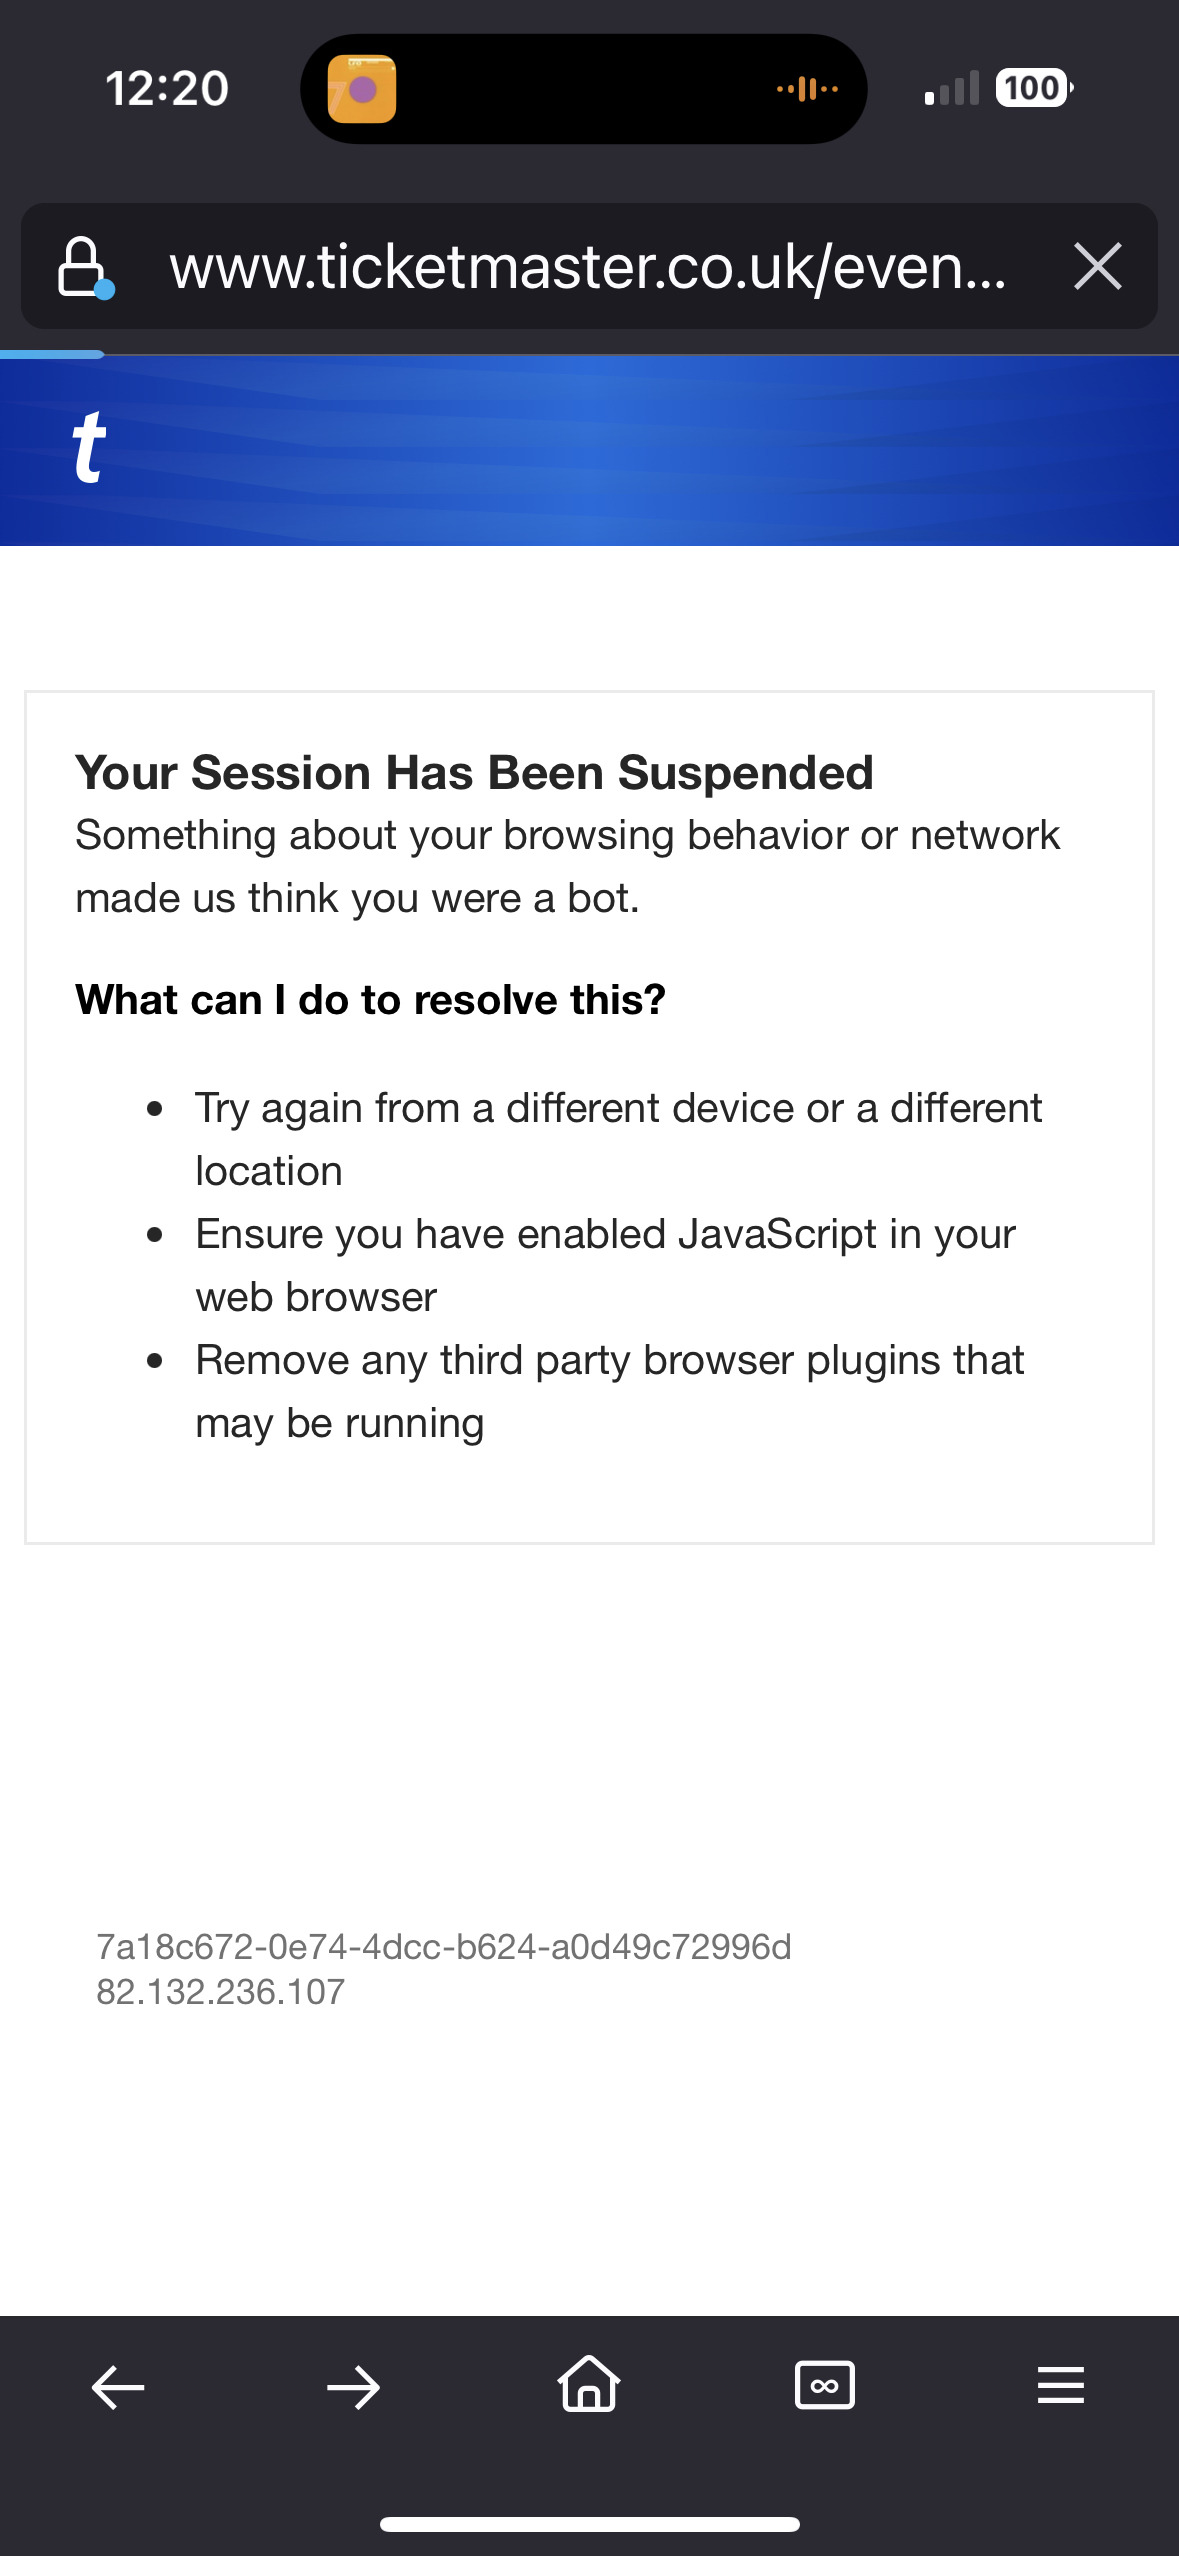 12:20
100
www.ticketmaster.co.uk/even...
t
Your Session Has Been Suspended
Something about your browsing behavior or network
made us think you were a bot.
What can I do to resolve this?
• Try again from a different device or a different
location
• Ensure you have enabled JavaScript in your
web browser
• Remove any third party browser plugins that
may be running
7a18c672-0e74-4dcc-b624-a0d49c72996d
82.132.236.107
∞